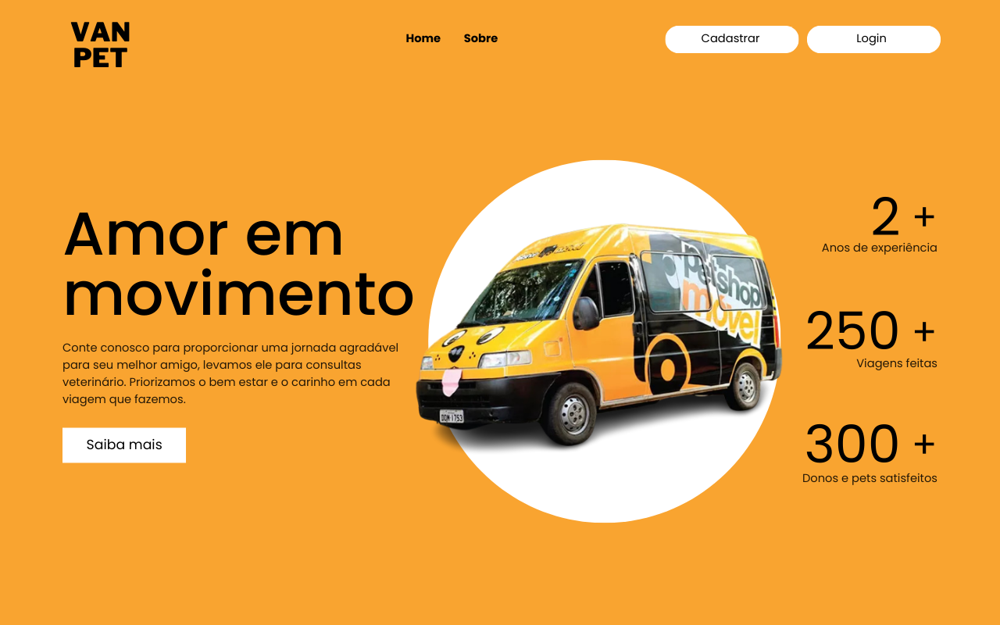 VAN
PET
Home
Sobre
Cadastrar
Login
Amor em
movimento
Conte conosco para proporcionar uma jornada agradável
para seu melhor amigo, levamos ele para consultas
veterinário. Priorizamos o bem estar e o carinho em cada
viagem que fazemos.
Saiba mais
petshop
móvel
2 +
Anos de experiência
250 +
Viagens feitas
300 +
Donos e pets satisfeitos